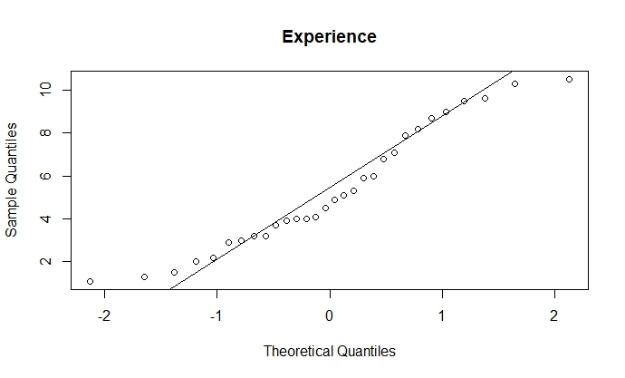 Experience
Sample Quantiles
10
8
6
4
2
-2 -1 0 1 2
Theoretical Quantiles